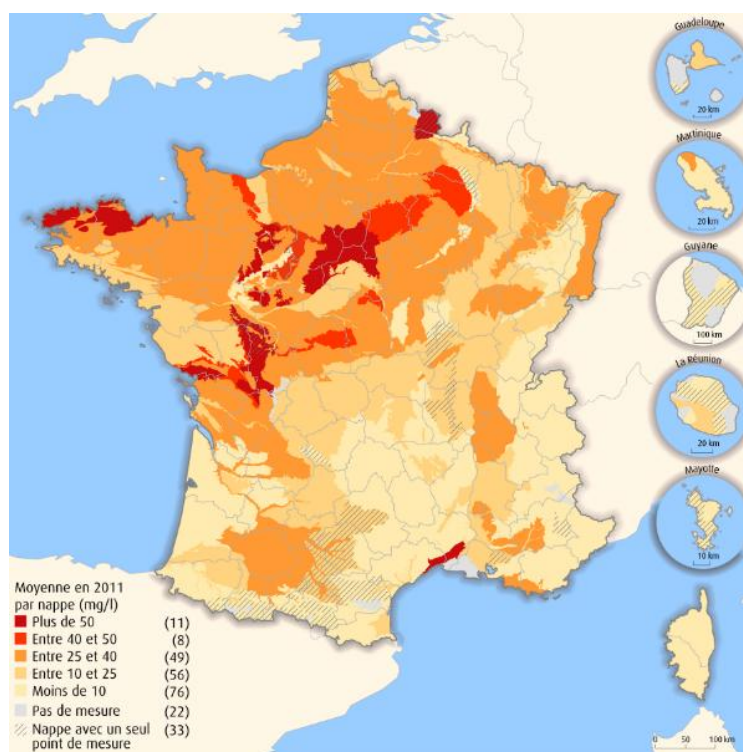 Guadeloupe
20 km
Martinique
20 km
Guyane
100 km
La Réunion
20 km
Mayotte
10 km
Moyenne en 2011
par nappe (mg/l)
Plus de 50 (11)
Entre 40 et 50 (8)
Entre 25 et 40 (49)
Entre 10 et 25 (56)
Moins de 10 (76)
Pas de mesure (22)
Nappe avec un seul (33)
point de mesure
0 50 100 km